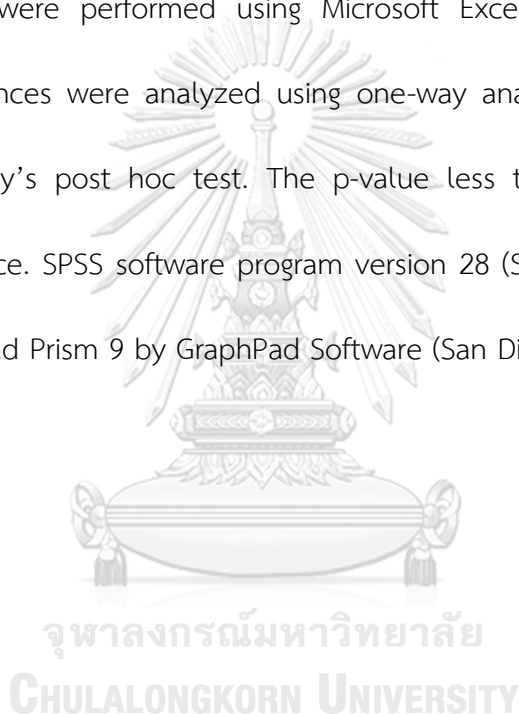 were performed using Microsoft Exce
nces were analyzed using one-way ana
y's post hoc test. The p-value less t
ce. SPSS software program version 28 (S
ad Prism 9 by GraphPad Software (San Di
จุฬาลงกรณ์มหาวิทยาลัย
CHULALONGKORN UNIVERSITY